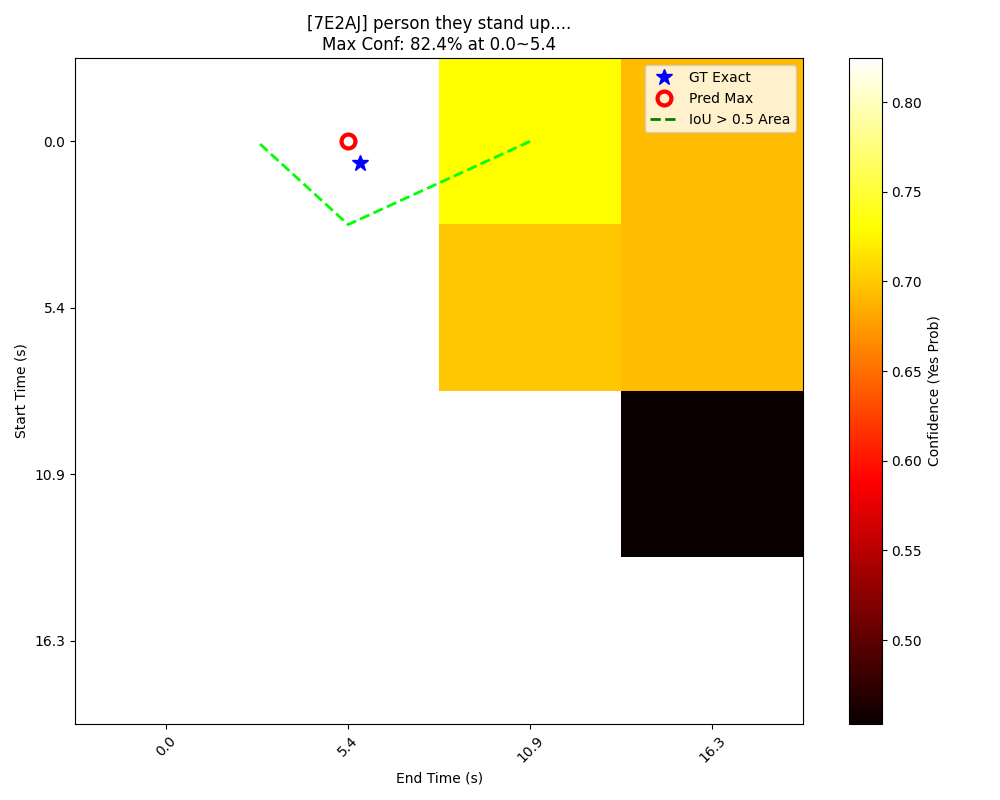 [7E2AJ] person they stand up....
Max Conf: 82.4% at 0.0~5.4
GT Exact
Pred Max
IoU > 0.5 Area
0.0
5.4
10.9
16.3
Start Time (s)
0.0
5.4
10.9
16.3
End Time (s)
0.80
0.75
0.70
0.65
0.60
0.55
0.50
Confidence (Yes Prob)